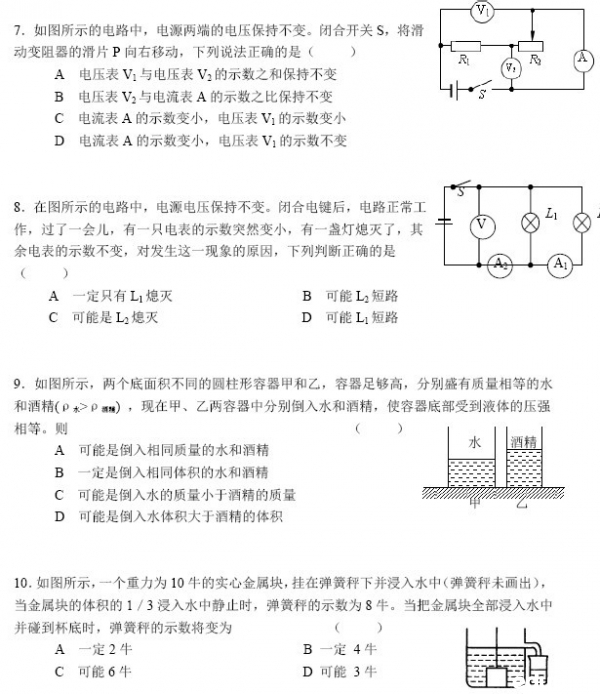 7．如图所示的电路中，电源两端的电压保持不变。闭合开关 S，将滑
动变阻器的滑片 P 向右移动，下列说法正确的是（ ）
A 电压表 V₁与电压表 V₂的示数之和保持不变
B 电压表 V₂与电流表 A 的示数之比保持不变
C 电流表 A 的示数变小，电压表 V₁的示数变小
D 电流表 A 的示数变小，电压表 V₁的示数不变
V₁
R₁
V₂
R₂
A
S
8．在图所示的电路中，电源电压保持不变。闭合电键后，电路正常工
作，过了一会儿，有一只电表的示数突然变小，有一盏灯熄灭了，其
余电表的示数不变，对发生这一现象的原因，下列判断正确的是
（ ）
A 一定只有 L₁熄灭 B 可能 L₂短路
C 可能是 L₂熄灭 D 可能 L₁短路
S
V
L₁
A₂
A₁
9．如图所示，两个底面积不同的圆柱形容器甲和乙，容器足够高，分别盛有质量相等的水
和酒精(ρ水>ρ酒精)，现在甲、乙两容器中分别倒入水和酒精，使容器底部受到液体的压强
相等。则 （ ）
A 可能是倒入相同质量的水和酒精
B 一定是倒入相同体积的水和酒精
C 可能是倒入水的质量小于酒精的质量
D 可能是倒入水体积大于酒精的体积
水
酒精
甲
乙
10．如图所示，一个重力为 10 牛的实心金属块，挂在弹簧秤下并浸入水中（弹簧秤未画出），
当金属块的体积的 1 / 3 浸入水中静止时，弹簧秤的示数为 8 牛。当把金属块全部浸入水中
并碰到杯底时，弹簧秤的示数将变为 （ ）
A 一定 2 牛 B 一定 4 牛
C 可能 6 牛 D 可能 3 牛